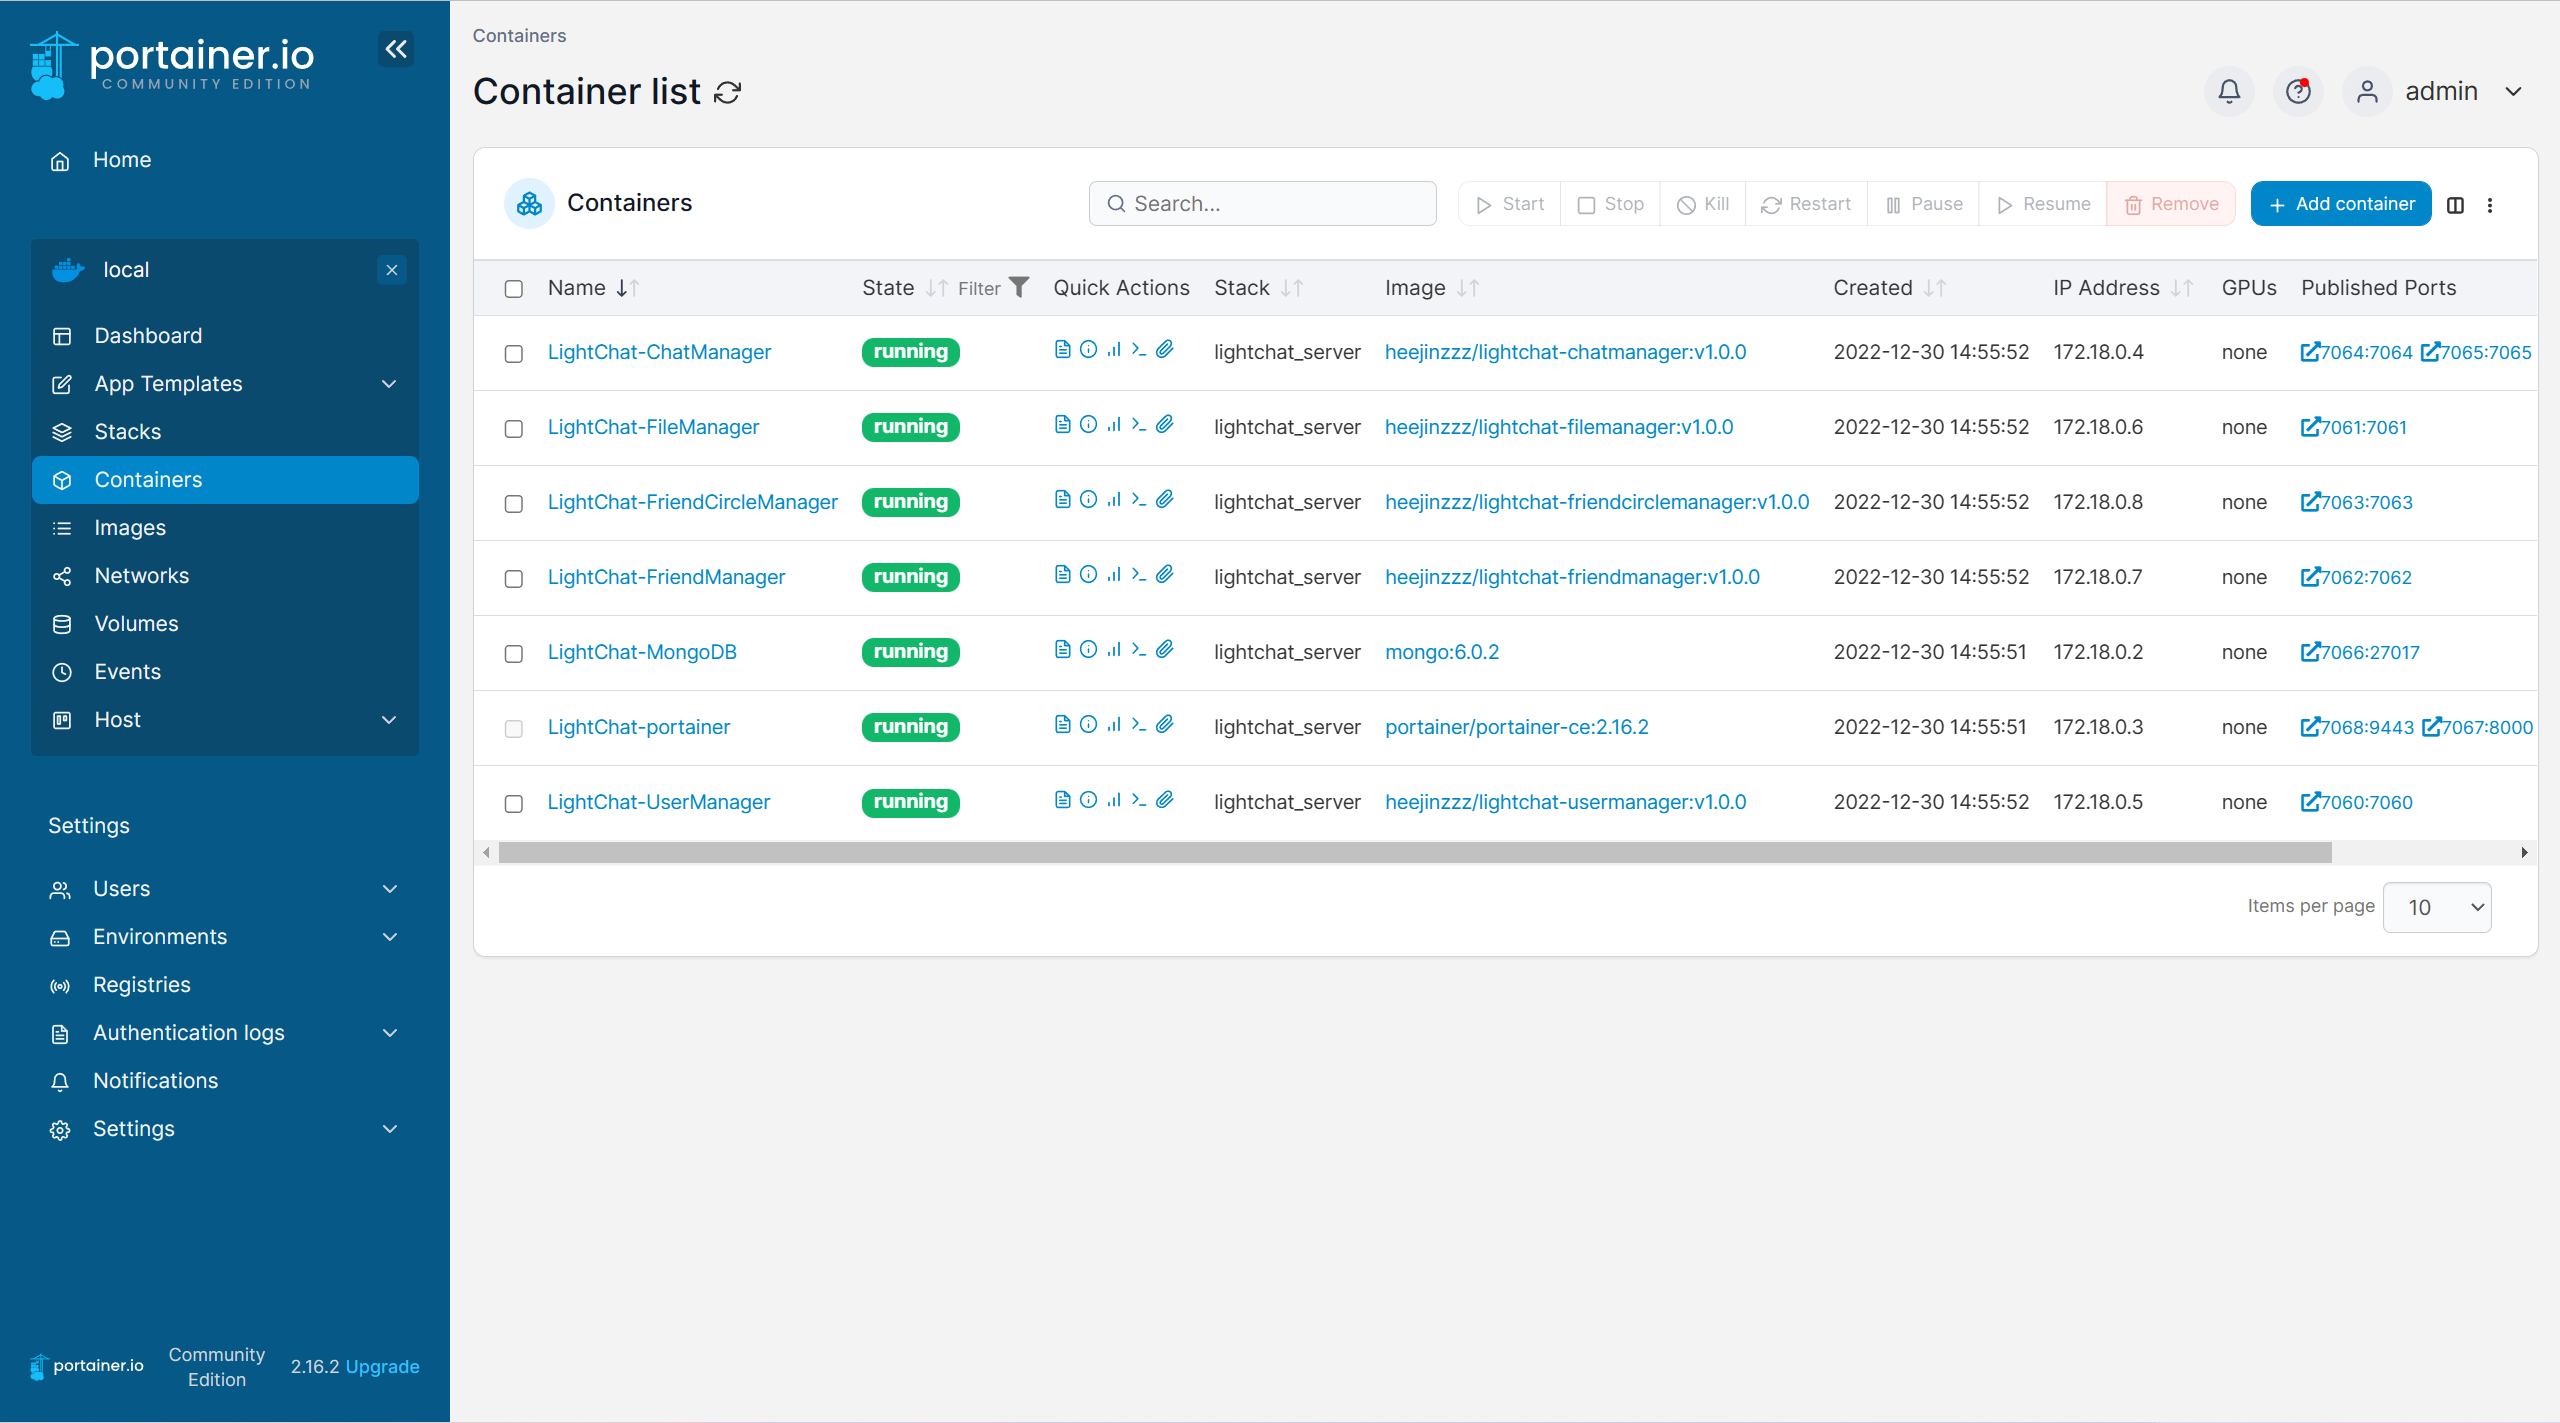 portainer.io
COMMUNITY EDITION
Home
local
Dashboard
App Templates
Stacks
Containers
Images
Networks
Volumes
Events
Host
Settings
Users
Environments
Registries
Authentication logs
Notifications
Settings
portainer.io Community Edition 2.16.2 Upgrade
Containers
Container list
admin
Containers Search... Start Stop Kill Restart Pause Resume Remove Add container
Name State Filter Quick Actions Stack Image Created IP Address GPUs Published Ports
LightChat-ChatManager running lightchat_server heejinzzz/lightchat-chatmanager:v1.0.0 2022-12-30 14:55:52 172.18.0.4 none 7064:7064 7065:7065
LightChat-FileManager running lightchat_server heejinzzz/lightchat-filemanager:v1.0.0 2022-12-30 14:55:52 172.18.0.6 none 7061:7061
LightChat-FriendCircleManager running lightchat_server heejinzzz/lightchat-friendcirclemanager:v1.0.0 2022-12-30 14:55:52 172.18.0.8 none 7063:7063
LightChat-FriendManager running lightchat_server heejinzzz/lightchat-friendmanager:v1.0.0 2022-12-30 14:55:52 172.18.0.7 none 7062:7062
LightChat-MongoDB running lightchat_server mongo:6.0.2 2022-12-30 14:55:51 172.18.0.2 none 7066:27017
LightChat-portainer running lightchat_server portainer/portainer-ce:2.16.2 2022-12-30 14:55:51 172.18.0.3 none 7068:9443 7067:8000
LightChat-UserManager running lightchat_server heejinzzz/lightchat-usermanager:v1.0.0 2022-12-30 14:55:52 172.18.0.5 none 7060:7060
Items per page 10